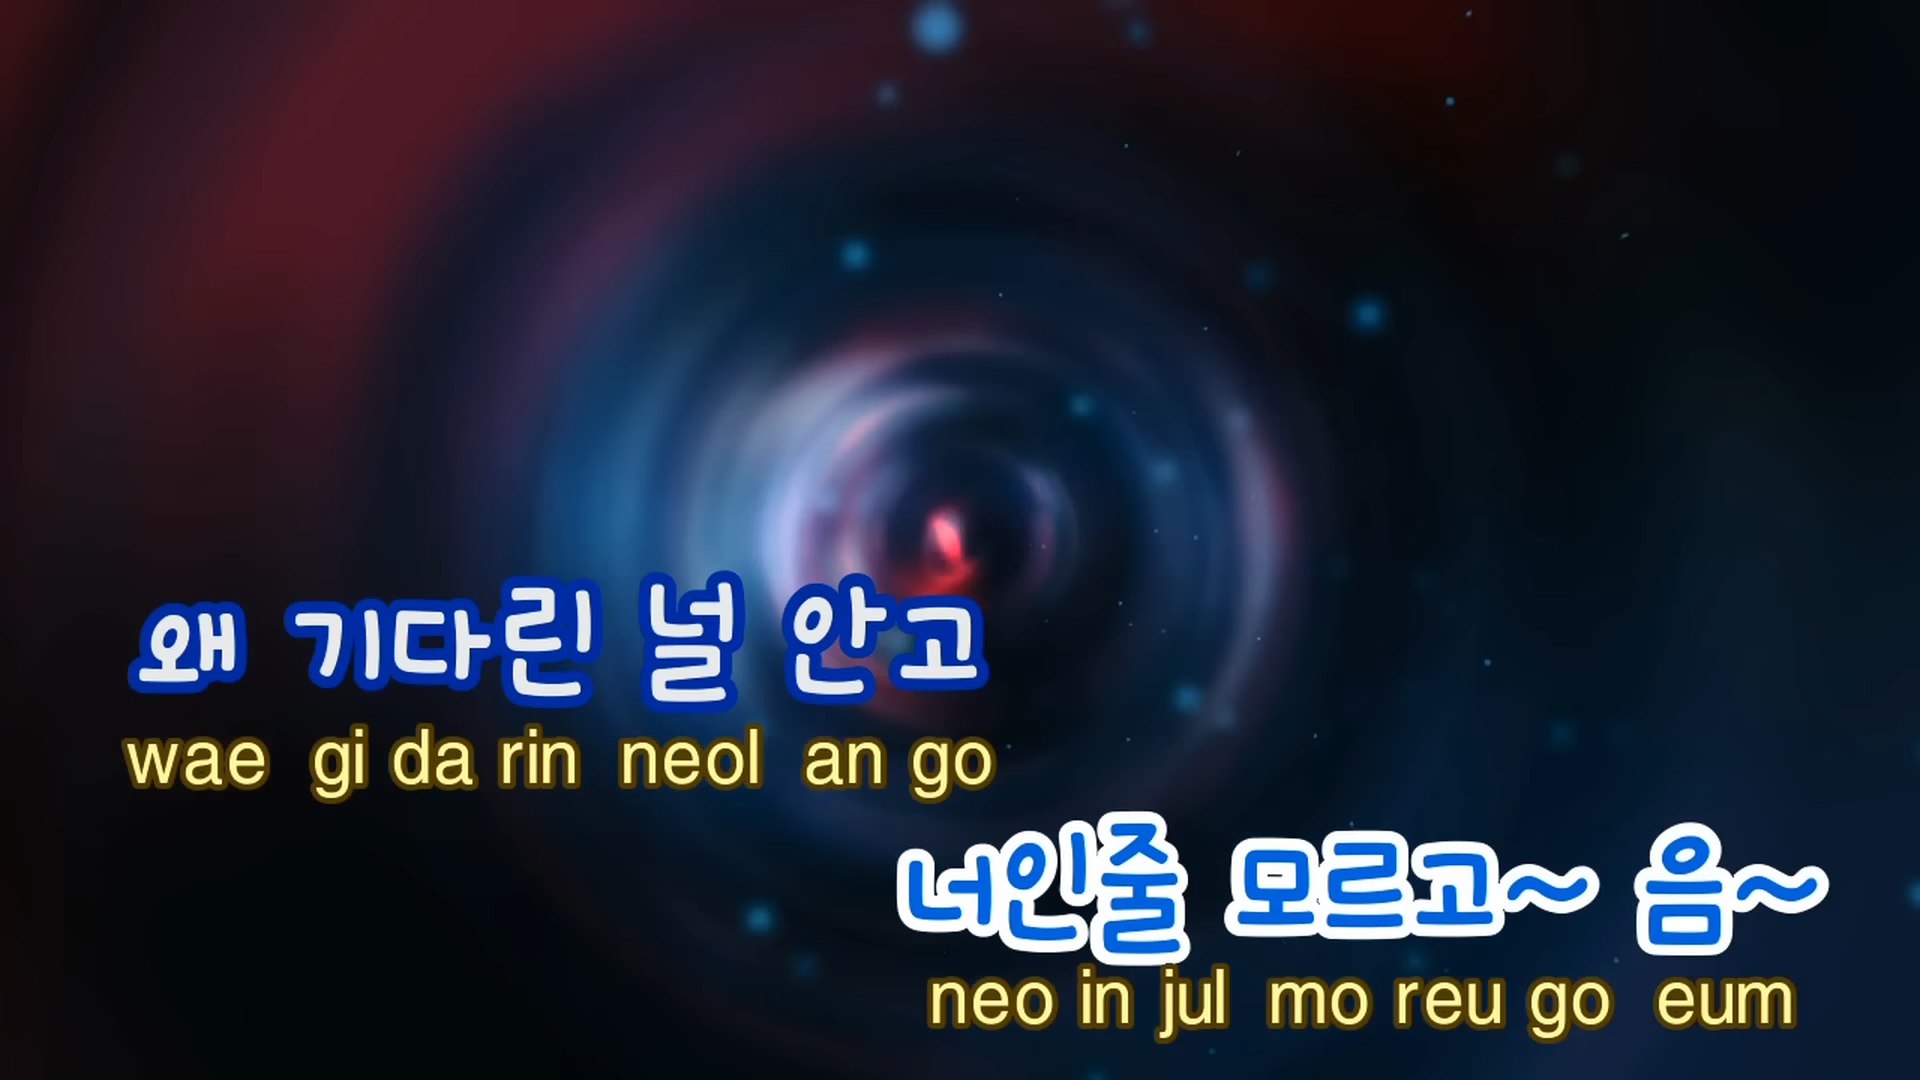 왜 기다린 널 안고
wae gi da rin neol an go
너인줄 모르고~ 음~
neo in jul mo reu go eum